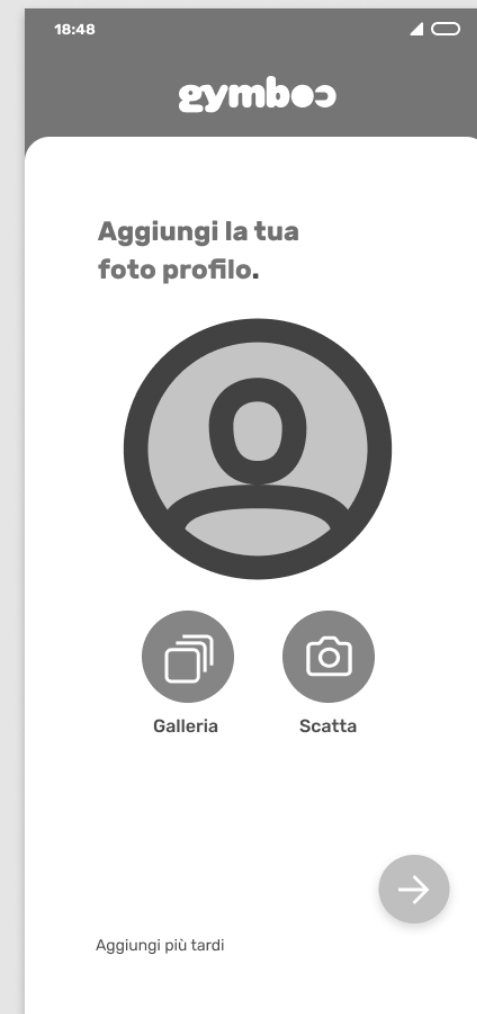 18:48
gymboo
Aggiungi la tua
foto profilo.
Galleria
Scatta
Aggiungi più tardi